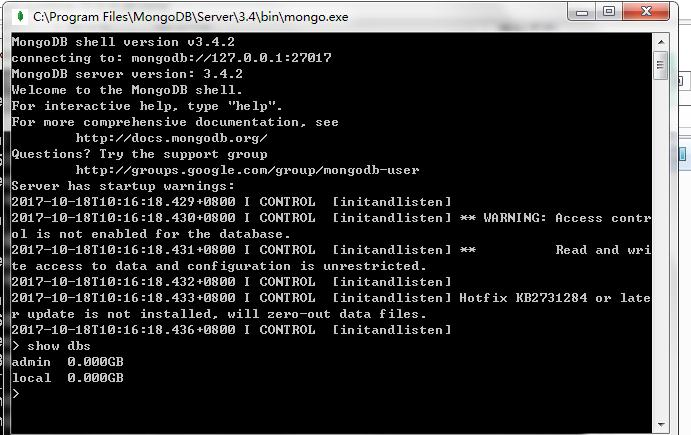 C:\Program Files\MongoDB\Server\3.4\bin\mongo.exe
MongoDB shell version v3.4.2
connecting to: mongodb://127.0.0.1:27017
MongoDB server version: 3.4.2
Welcome to the MongoDB shell.
For interactive help, type "help".
For more comprehensive documentation, see
        http://docs.mongodb.org/
Questions? Try the support group
        http://groups.google.com/group/mongodb-user
Server has startup warnings:
2017-10-18T10:16:18.429+0800 I CONTROL  [initandlisten]
2017-10-18T10:16:18.430+0800 I CONTROL  [initandlisten] ** WARNING: Access contr
ol is not enabled for the database.
2017-10-18T10:16:18.431+0800 I CONTROL  [initandlisten] **          Read and wri
te access to data and configuration is unrestricted.
2017-10-18T10:16:18.432+0800 I CONTROL  [initandlisten]
2017-10-18T10:16:18.433+0800 I CONTROL  [initandlisten] Hotfix KB2731284 or late
r update is not installed, will zero-out data files.
2017-10-18T10:16:18.436+0800 I CONTROL  [initandlisten]
> show dbs
admin  0.000GB
local  0.000GB
>